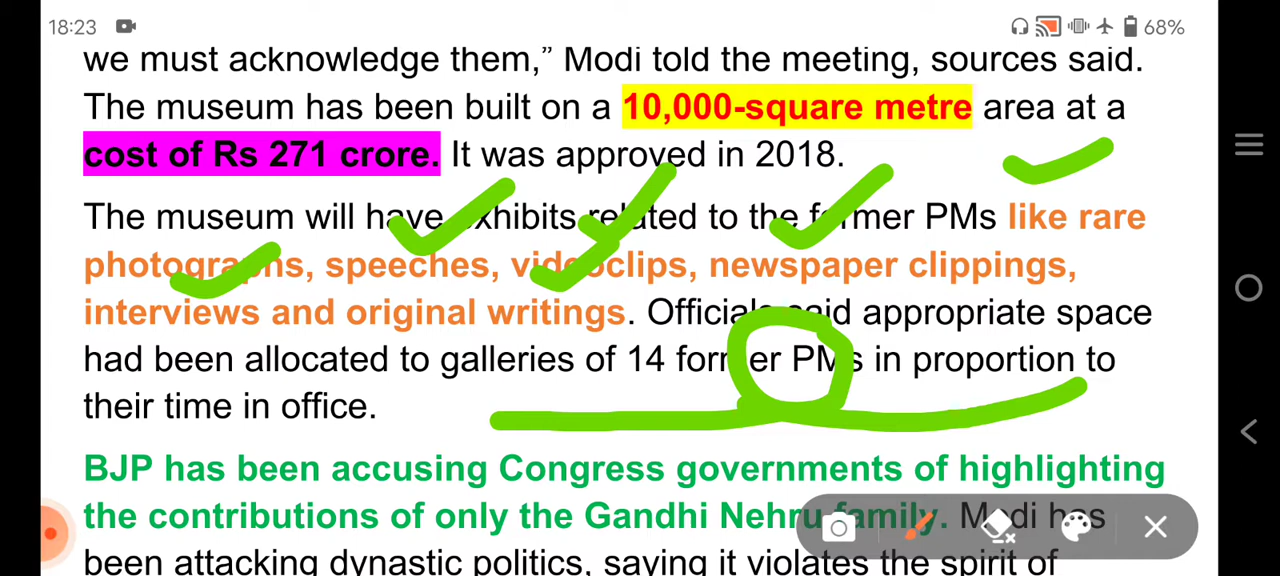 18:23
68%
we must acknowledge them,” Modi told the meeting, sources said.
The museum has been built on a 10,000-square metre area at a
cost of Rs 271 crore. It was approved in 2018.
The museum will have exhibits related to the former PMs like rare
photographs, speeches, videoclips, newspaper clippings,
interviews and original writings. Officials said appropriate space
had been allocated to galleries of 14 former PMs in proportion to
their time in office.
BJP has been accusing Congress governments of highlighting
the contributions of only the Gandhi Nehru family. Modi has
been attacking dynastic politics, saying it violates the spirit of